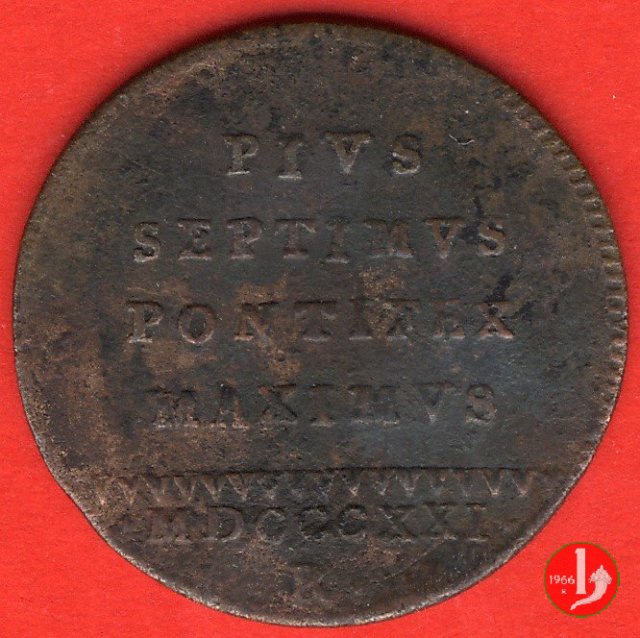 PIVS
SEPTIMVS
PONTIFEX
MAXIMVS
MDCCCXXI
R
1966